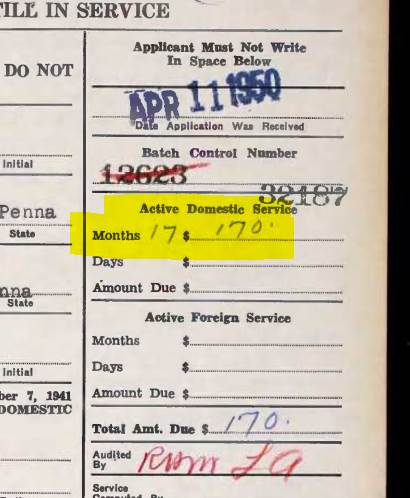 TILL IN SERVICE
Applicant Must Not Write
In Space Below
DO NOT
APR 11 1950
Date Application Was Received
Batch Control Number
Initial
12623
32187
Penna
Active Domestic Service
State
Months 17 $ 170.
Days $
nna
Amount Due $
State
Active Foreign Service
Months $
Days $
Initial
ber 7, 1941
Amount Due $
DOMESTIC
Total Amt. Due $ 170.
Audited
By
Service
Computed By